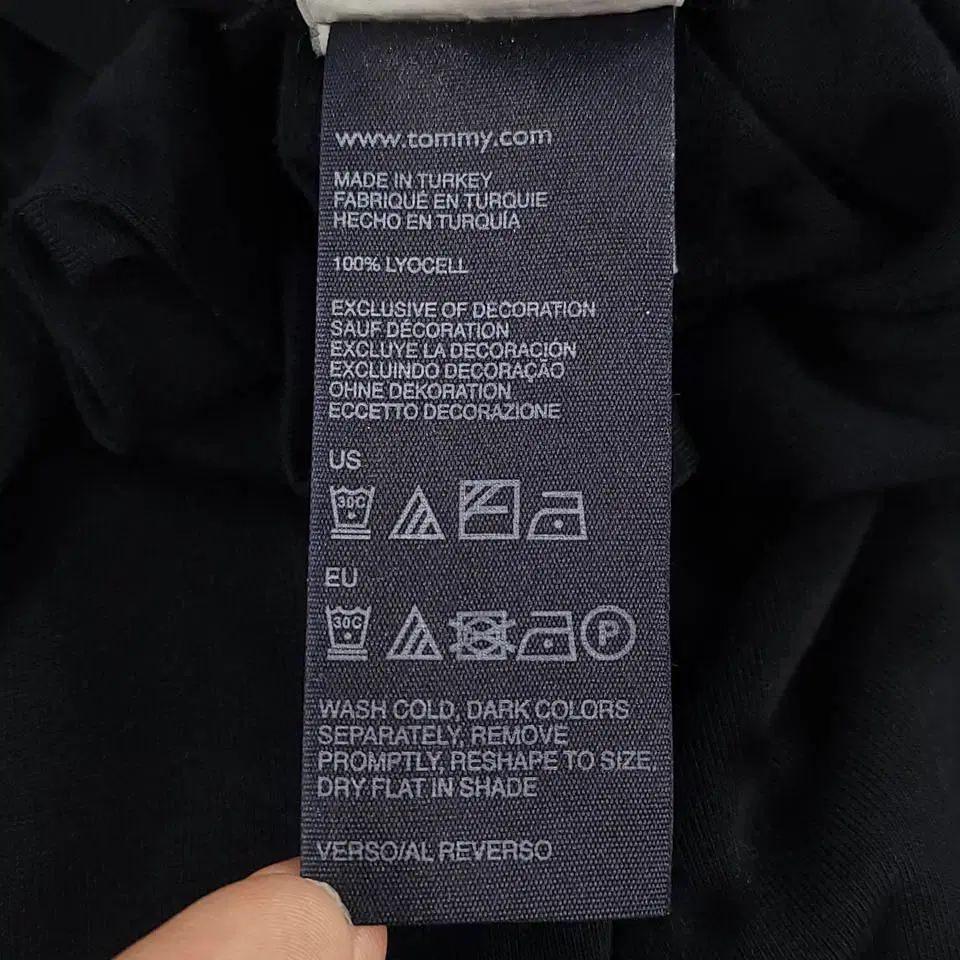 www.tommy.com
MADE IN TURKEY
FABRIQUÉ EN TURQUIE
HECHO EN TURQUÍA
100% LYOCELL
EXCLUSIVE OF DECORATION
SAUF DÉCORATION
EXCLUYE LA DECORACION
EXCLUINDO DECORAÇÃO
OHNE DEKORATION
ECCETTO DECORAZIONE
US
30C
EU
30C P
WASH COLD, DARK COLORS
SEPARATELY, REMOVE
PROMPTLY, RESHAPE TO SIZE,
DRY FLAT IN SHADE
VERSO/AL REVERSO